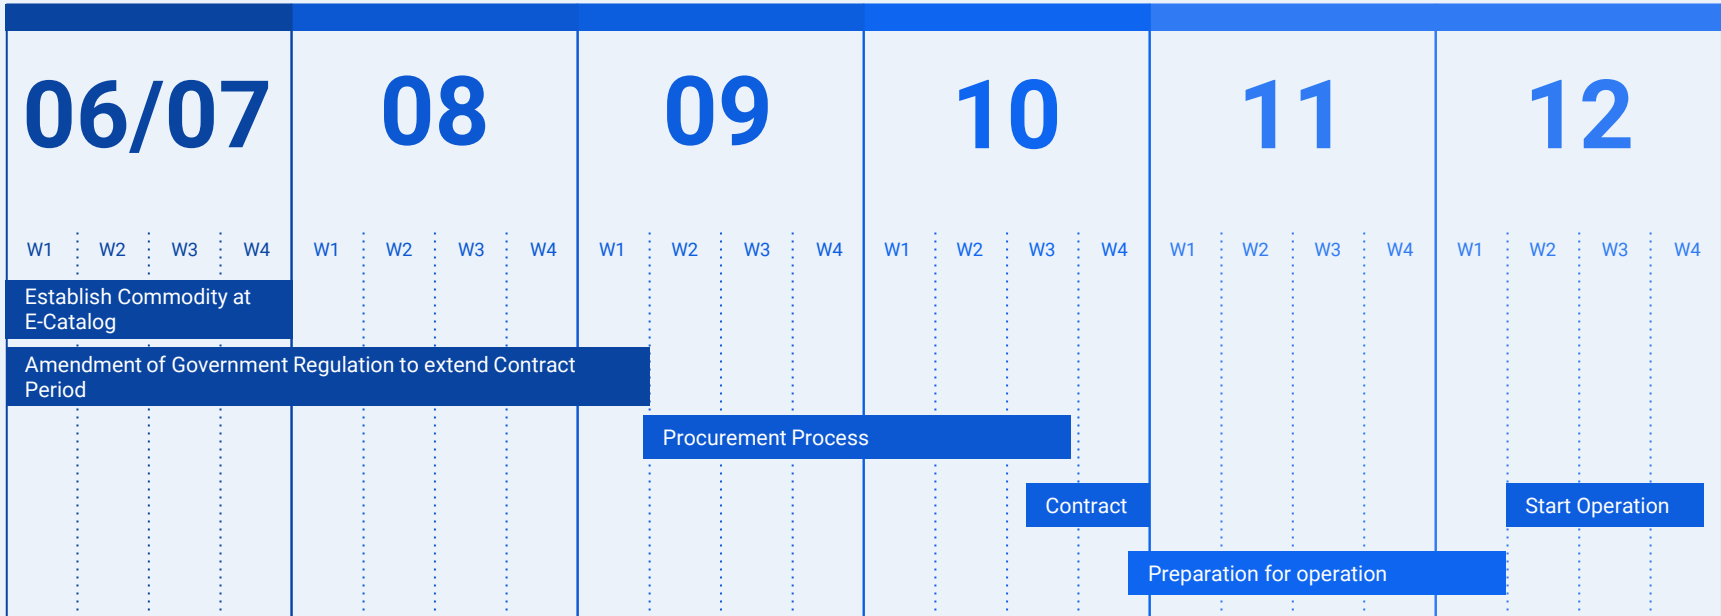 06/07
08
09
10
11
12
W1 W2 W3 W4 W1 W2 W3 W4 W1 W2 W3 W4 W1 W2 W3 W4 W1 W2 W3 W4 W1 W2 W3 W4
Establish Commodity at
E-Catalog
Amendment of Government Regulation to extend Contract
Period
Procurement Process
Contract
Start Operation
Preparation for operation